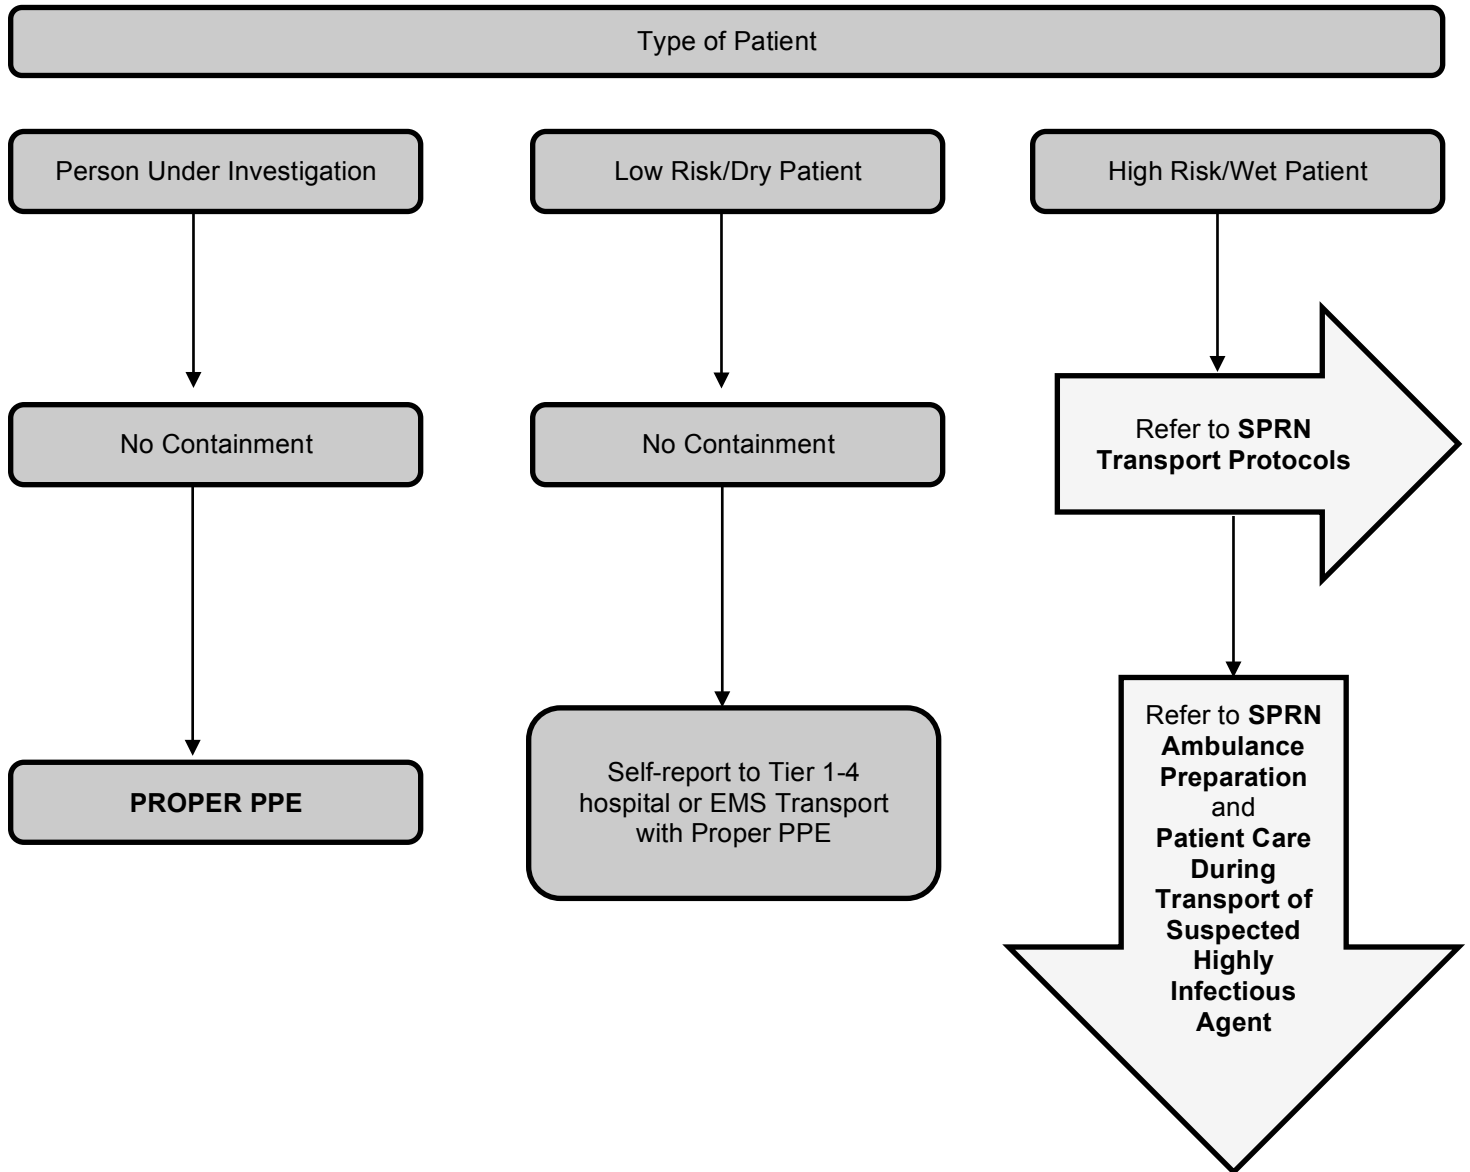 Type of Patient
Person Under Investigation
Low Risk/Dry Patient
High Risk/Wet Patient
No Containment
No Containment
Refer to SPRN
Transport Protocols
PROPER PPE
Self-report to Tier 1-4
hospital or EMS Transport
with Proper PPE
Refer to SPRN
Ambulance
Preparation
and
Patient Care
During
Transport of
Suspected
Highly
Infectious
Agent